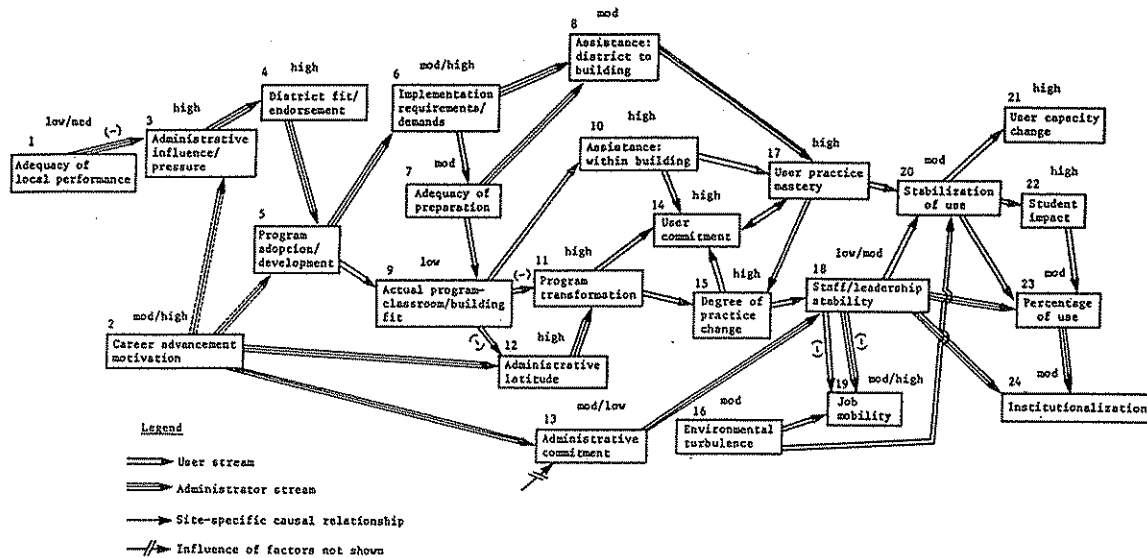 1
low/mod
(-)
Adequacy of
local performance
2
mod/high
Career advancement
motivation
3
high
Administrative
influence/
pressure
4
high
District fit/
endorsement
5
Program
adoption/
development
6
mod/high
Implementation
requirements/
demands
7
mod
Adequacy of
preparation
8
mod
Assistance:
district to
building
9
low
Actual program-
classroom/building
fit
(-)
(-)
10
high
Assistance:
within building
11
high
Program
transformation
12
high
Administrative
latitude
13
mod/low
Administrative
commitment
14
high
User
commitment
15
high
Degree of
practice
change
16
mod
Environmental
turbulence
17
high
User practice
mastery
18
low/mod
Staff/leadership
stability
(-)
(-)
19
mod/high
Job
mobility
20
mod
Stabilization
of use
21
high
User capacity
change
22
high
Student
impact
23
mod
Percentage
of use
24
mod
Institutionalization
Legend
User stream
Administrator stream
Site-specific causal relationship
Influence of factors not shown